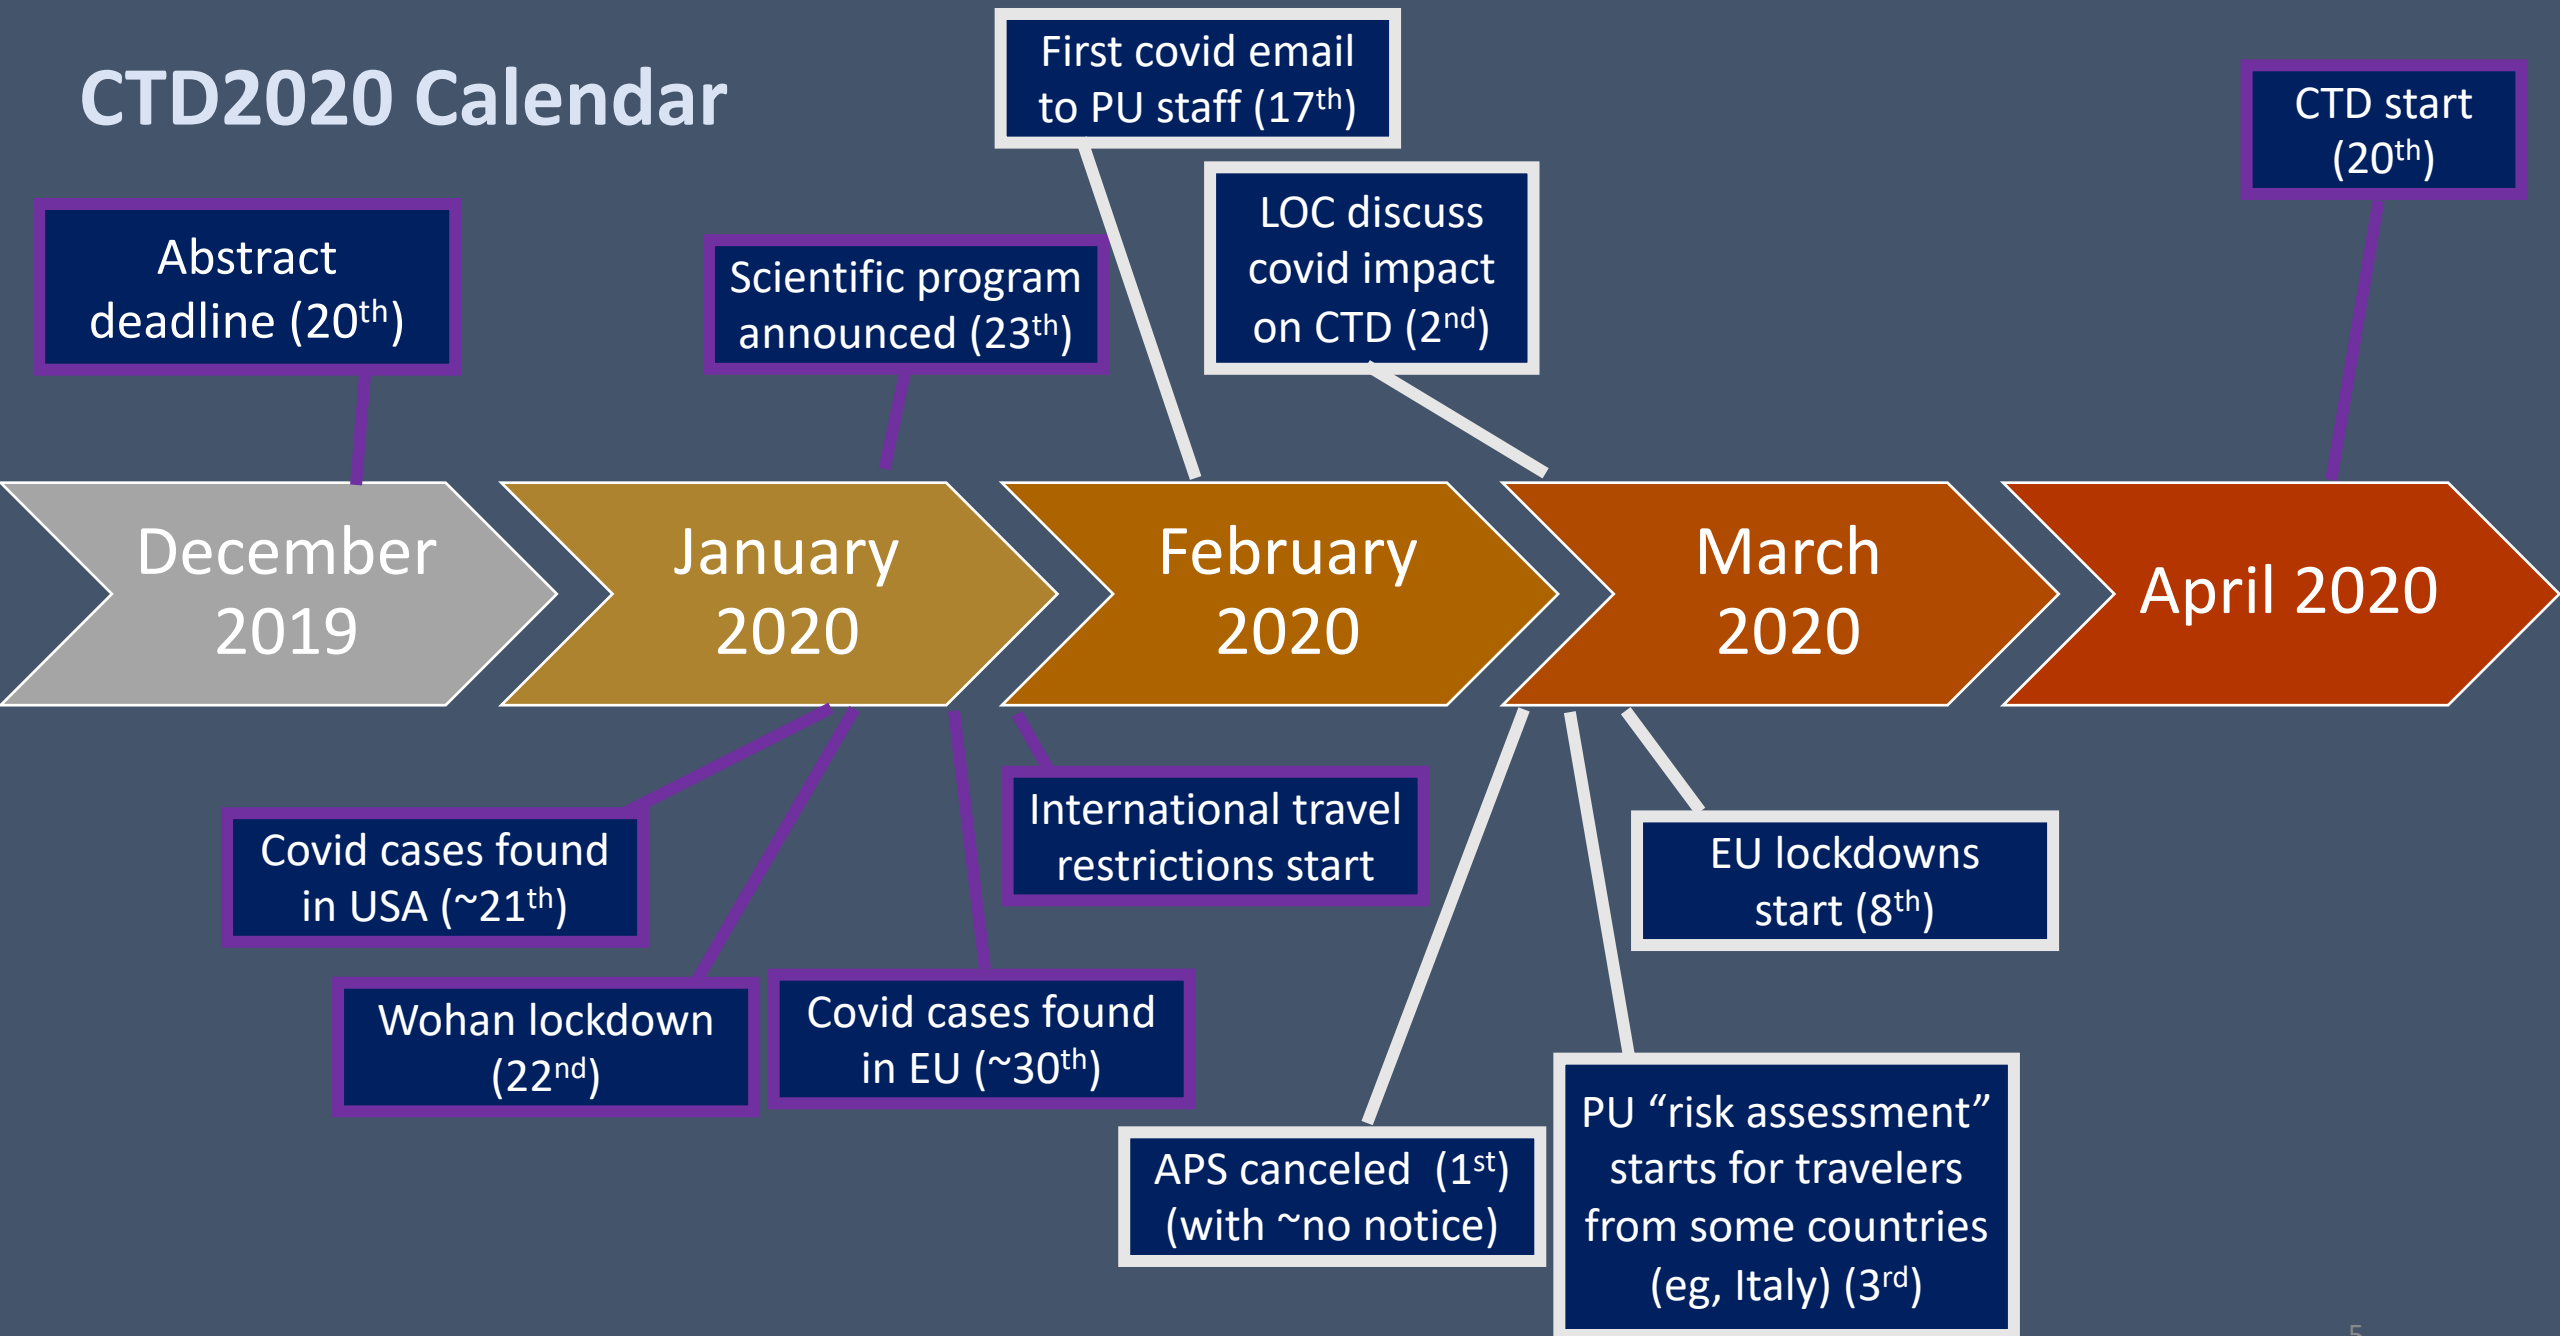 CTD2020 Calendar
First covid email
to PU staff (17th)
CTD start
(20th)
LOC discuss
covid impact
on CTD (2nd)
Abstract
deadline (20th)
Scientific program
announced (23th)
December
2019
January
2020
February
2020
March
2020
April 2020
Covid cases found
in USA (~21th)
International travel
restrictions start
EU lockdowns
start (8th)
Wohan lockdown
(22nd)
Covid cases found
in EU (~30th)
APS canceled  (1st)
(with ~no notice)
PU “risk assessment”
starts for travelers
from some countries
(eg, Italy) (3rd)
5